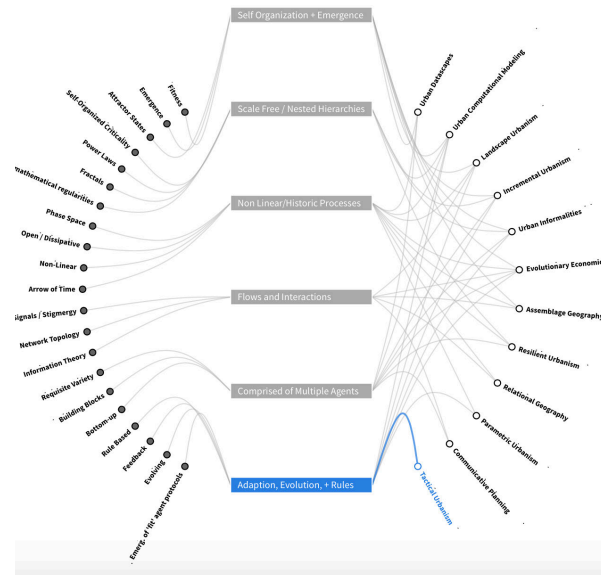 Self Organization + Emergence
Scale Free / Nested Hierarchies
Non Linear/Historic Processes
Flows and Interactions
Comprised of Multiple Agents
Adaption, Evolution, + Rules
Fitness
Emergence
Attractor States
Self-Organized Criticality
Power Laws
Fractals
mathematical regularities
Phase Space
Open / Dissipative
Non-Linear
Arrow of Time
signals / Stigmergy
Network Topology
Information Theory
Requisite Variety
Building Blocks
Bottom-up
Rule Based
Feedback
Evolving
Emerg. of 'fit' agent protocols
Urban Datascapes
Urban Computational Modeling
Landscape Urbanism
Incremental Urbanism
Urban Informalities
Evolutionary Economic
Assemblage Geography
Resilient Urbanism
Relational Geography
Parametric Urbanism
Communicative Planning
Tactical Urbanism